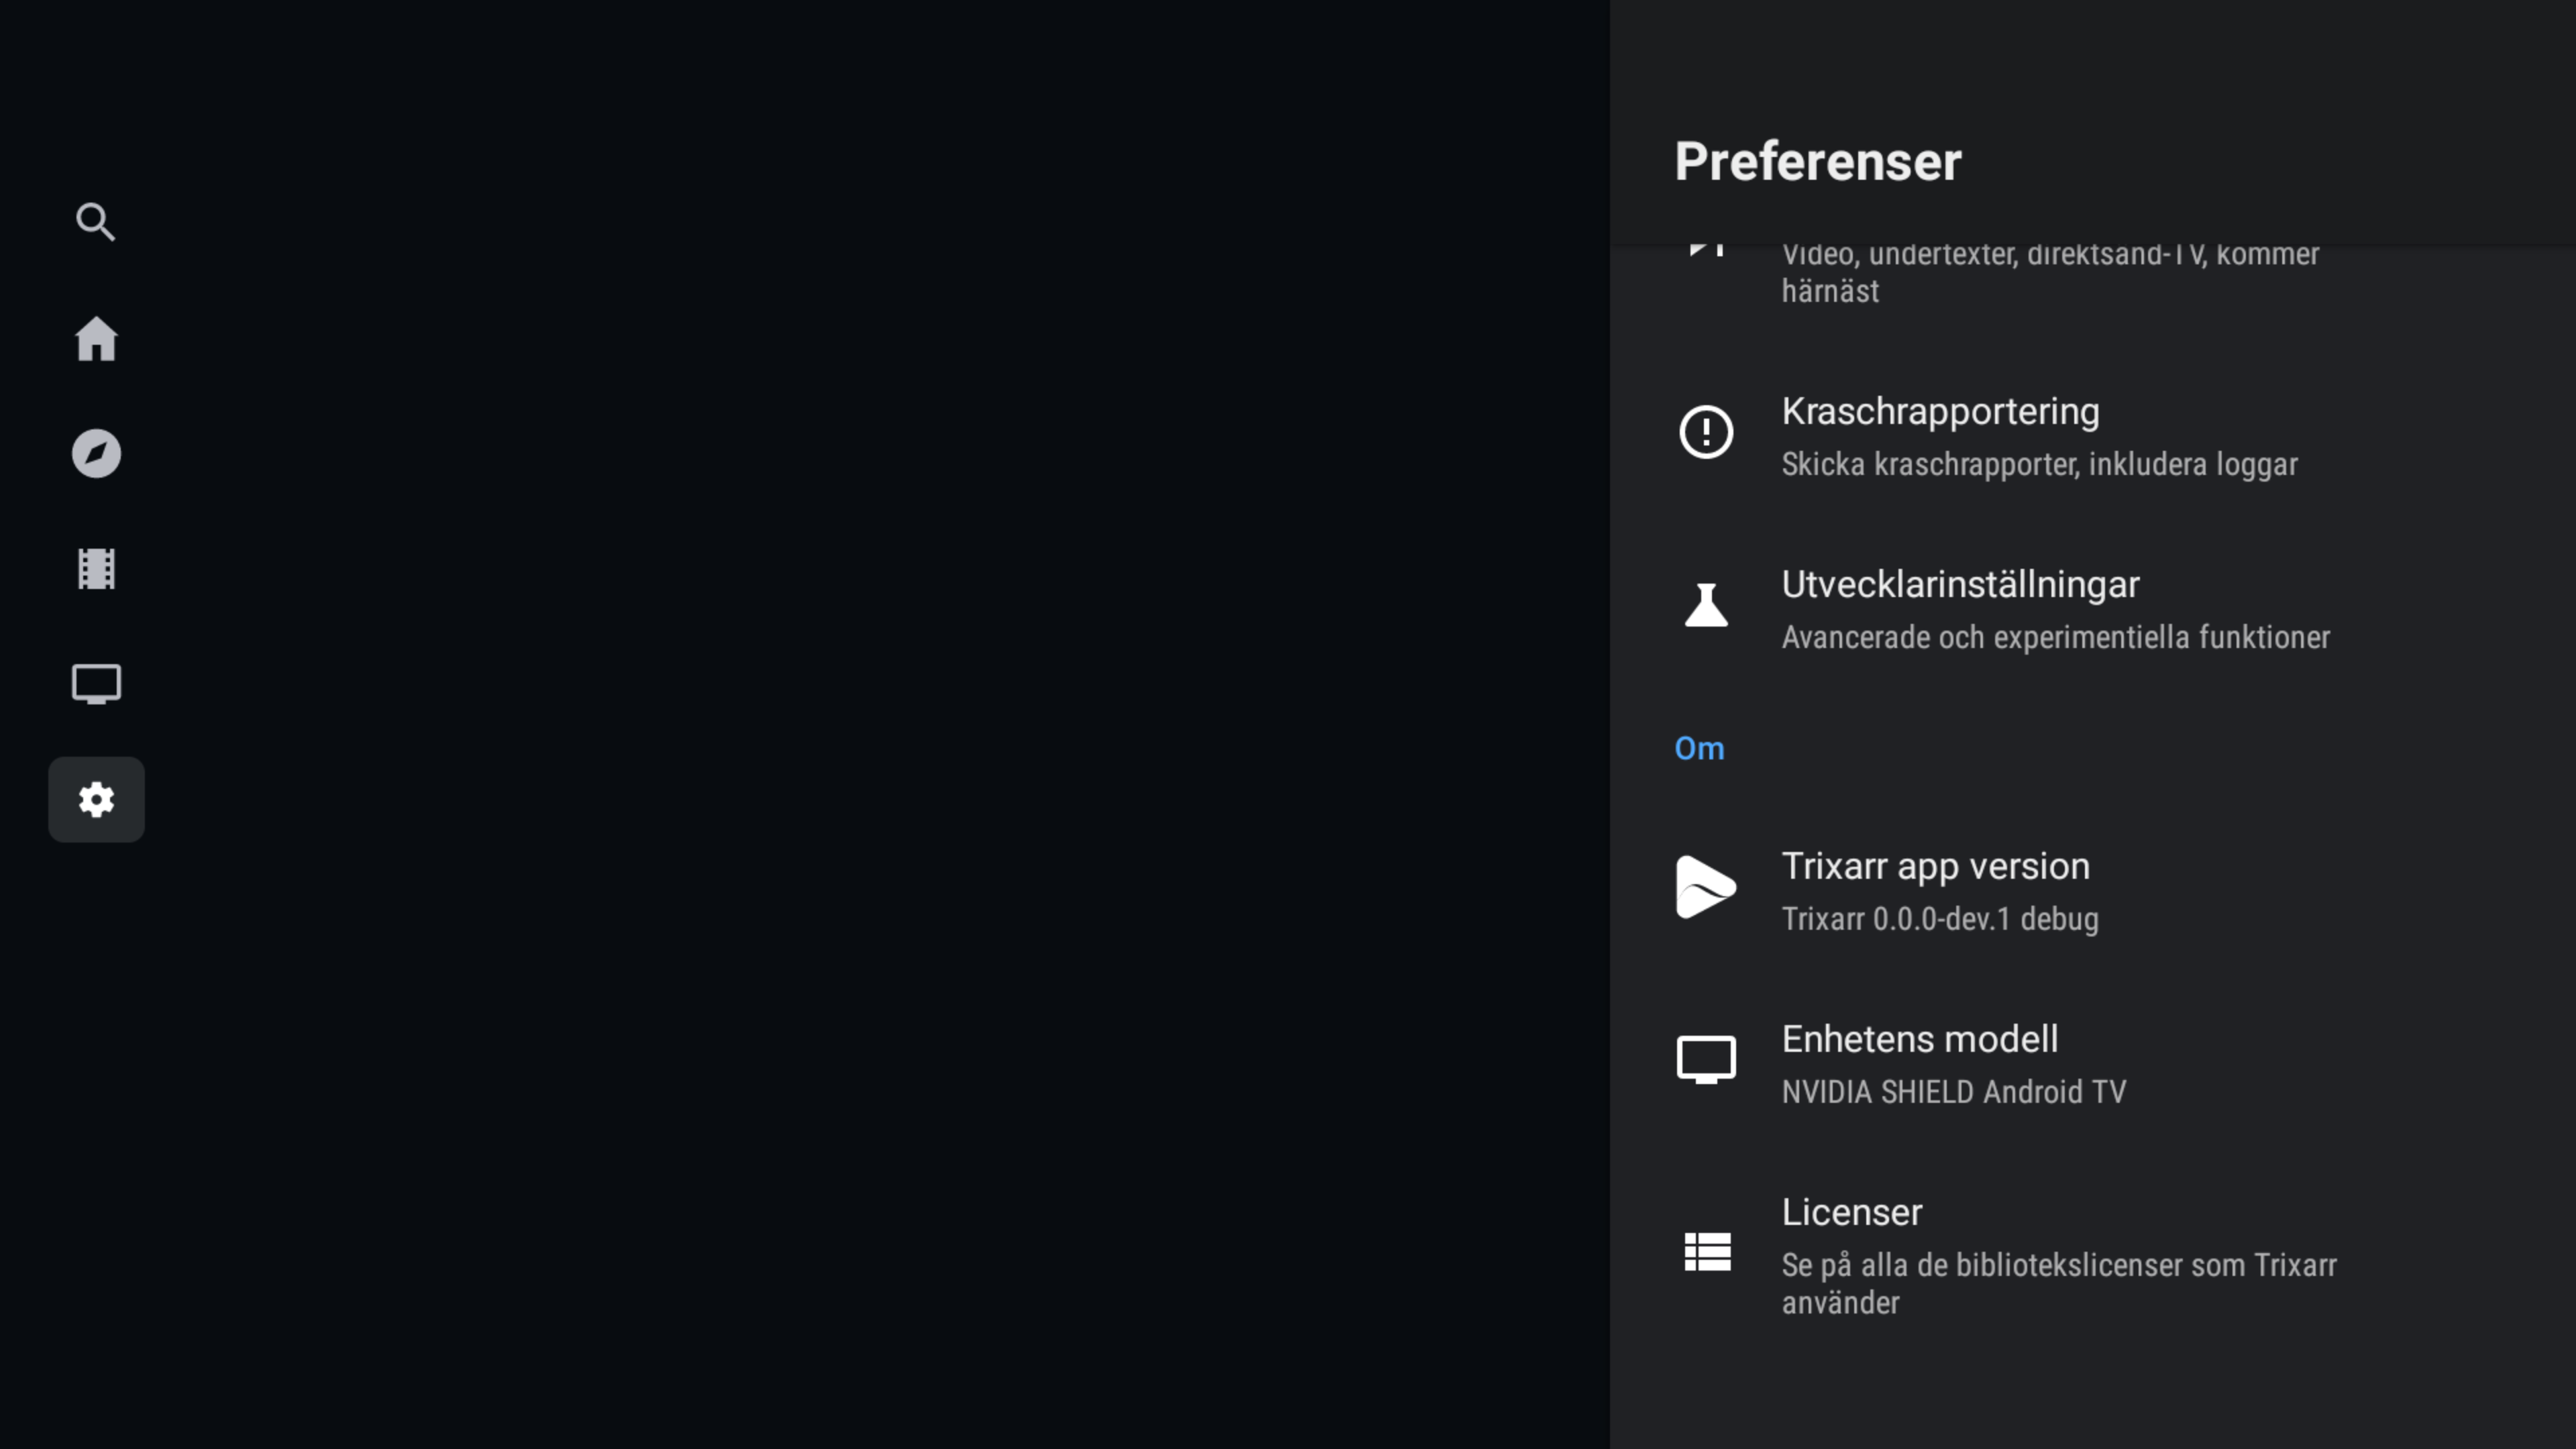 Preferenser
Video, undertexter, direktsänd-TV, kommer
härnäst
Kraschrapportering
Skicka kraschrapporter, inkludera loggar
Utvecklarinställningar
Avancerade och experimentiella funktioner
Om
Trixarr app version
Trixarr 0.0.0-dev.1 debug
Enhetens modell
NVIDIA SHIELD Android TV
Licenser
Se på alla de bibliotekslicenser som Trixarr
använder